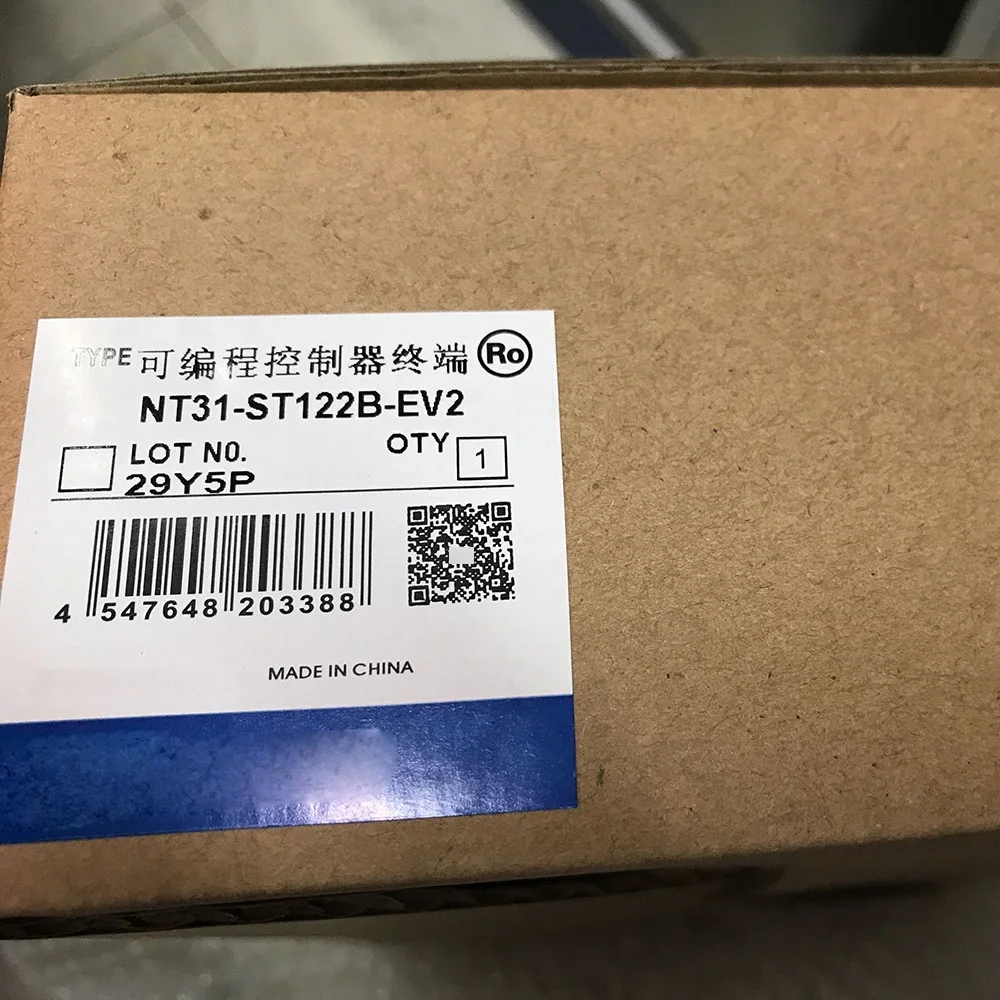 TYPE 可编程控制器终端 Ro
NT31-ST122B-EV2
LOT NO. OTY 1
29Y5P
4 547648 203388
MADE IN CHINA